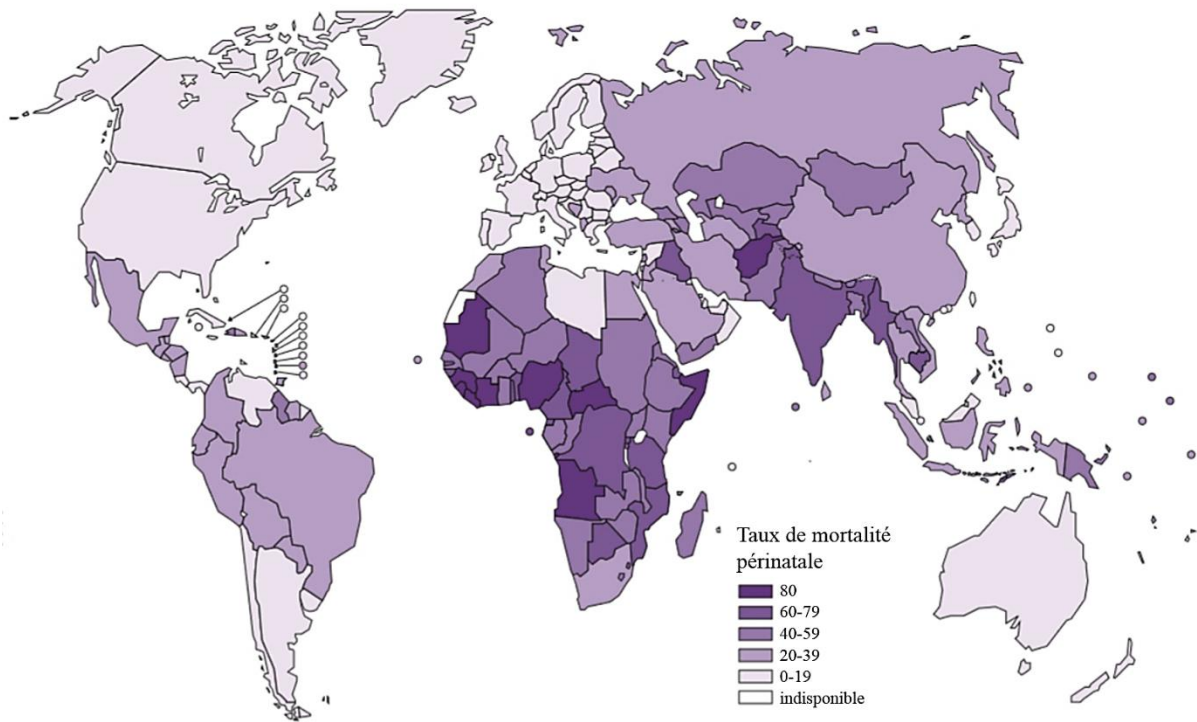 Taux de mortalité
périnatale
80
60-79
40-59
20-39
0-19
indisponible